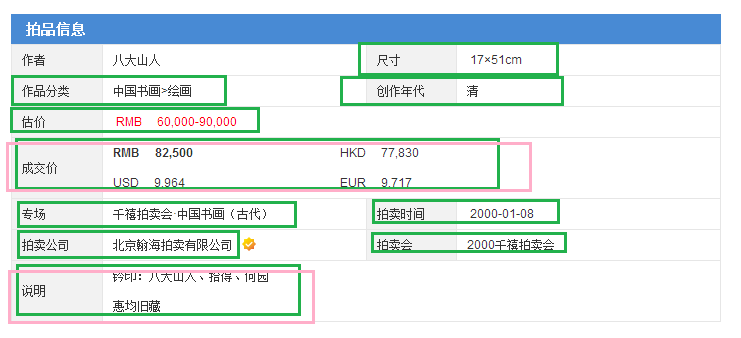 拍品信息
作者 八大山人 尺寸 17×51cm
作品分类 中国书画>绘画 创作年代 清
估价 RMB 60,000-90,000
成交价 RMB 82,500 HKD 77,830
USD 9,964 EUR 9,717
专场 千禧拍卖会·中国书画（古代） 拍卖时间 2000-01-08
拍卖公司 北京翰海拍卖有限公司 拍卖会 2000千禧拍卖会
说明 钤印：八大山人、拾得、何园
惠均旧藏